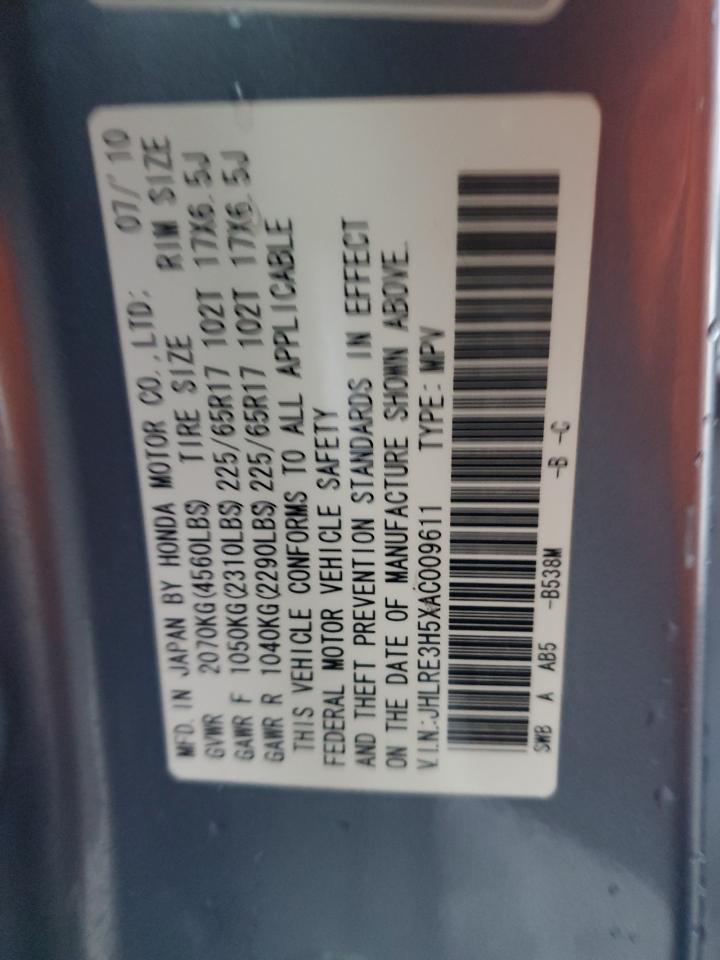 MFD. IN JAPAN BY HONDA MOTOR CO., LTD. 07/'10
GVWR 2070KG(4560LBS) TIRE SIZE RIM SIZE
GAWR F 1050KG(2310LBS) 225/65R17 102T 17X6.5J
GAWR R 1040KG(2290LBS) 225/65R17 102T 17X6.5J
THIS VEHICLE CONFORMS TO ALL APPLICABLE
FEDERAL MOTOR VEHICLE SAFETY
AND THEFT PREVENTION STANDARDS IN EFFECT
ON THE DATE OF MANUFACTURE SHOWN ABOVE.
V.I.N.:JHLRE3H5XAC009611 TYPE: MPV
SWB A AB5 -B538M -B -C